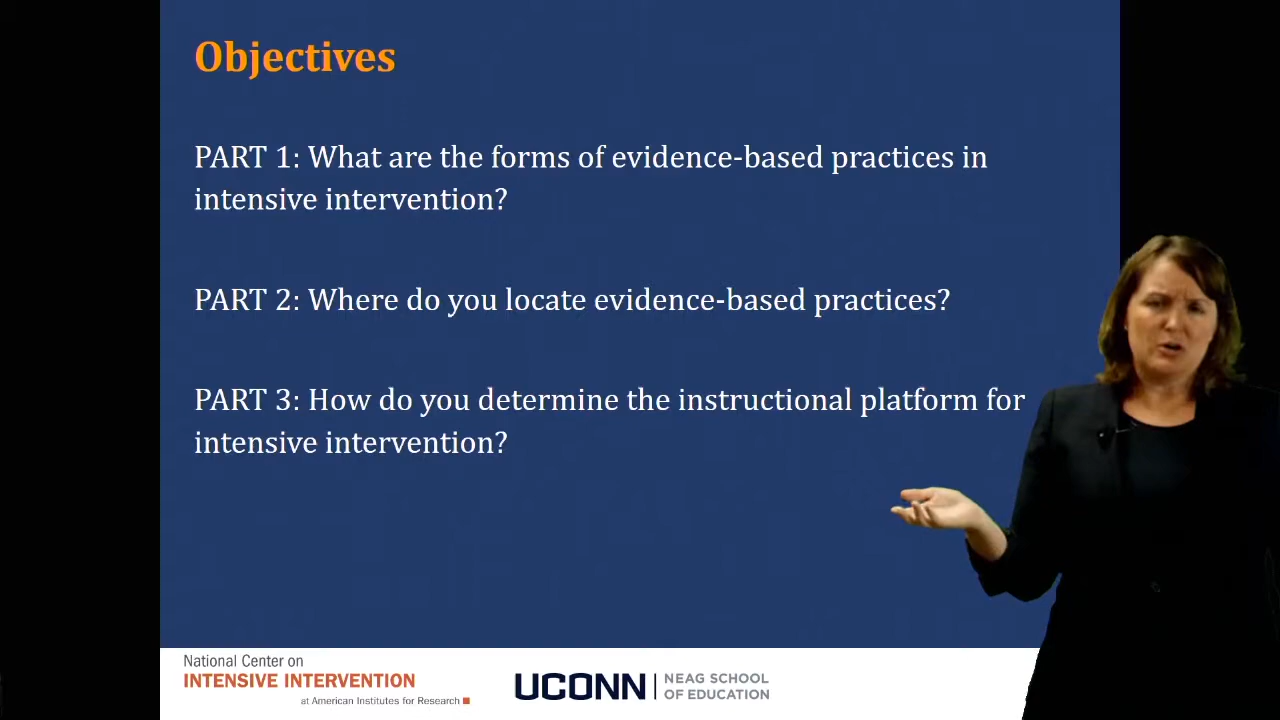 Objectives
PART 1: What are the forms of evidence-based practices in
intensive intervention?
PART 2: Where do you locate evidence-based practices?
PART 3: How do you determine the instructional platform for
intensive intervention?
National Center on
INTENSIVE INTERVENTION
at American Institutes for Research
UCONN
NEAG SCHOOL
OF EDUCATION